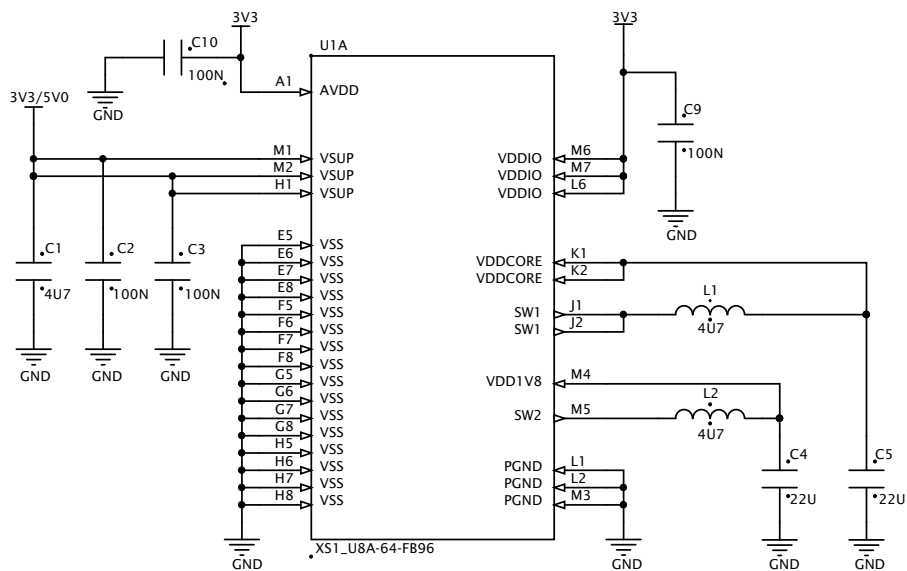 3V3
3V3
C10
U1A
100N
A1
AVDD
GND
3V3/5V0
C9
100N
GND
M1
VSUP
M2
VSUP
H1
VSUP
VDDIO
M6
VDDIO
M7
VDDIO
L6
C1
4U7
GND
C2
100N
GND
C3
100N
GND
E5
VSS
E6
VSS
E7
VSS
E8
VSS
F5
VSS
F6
VSS
F7
VSS
F8
VSS
G5
VSS
G6
VSS
G7
VSS
G8
VSS
H5
VSS
H6
VSS
H7
VSS
H8
VSS
GND
VDDCORE
K1
VDDCORE
K2
SW1
J1
SW1
J2
L1
4U7
VDD1V8
M4
SW2
M5
L2
4U7
PGND
L1
PGND
L2
PGND
M3
GND
C4
22U
GND
C5
22U
GND
XS1_U8A-64-FB96